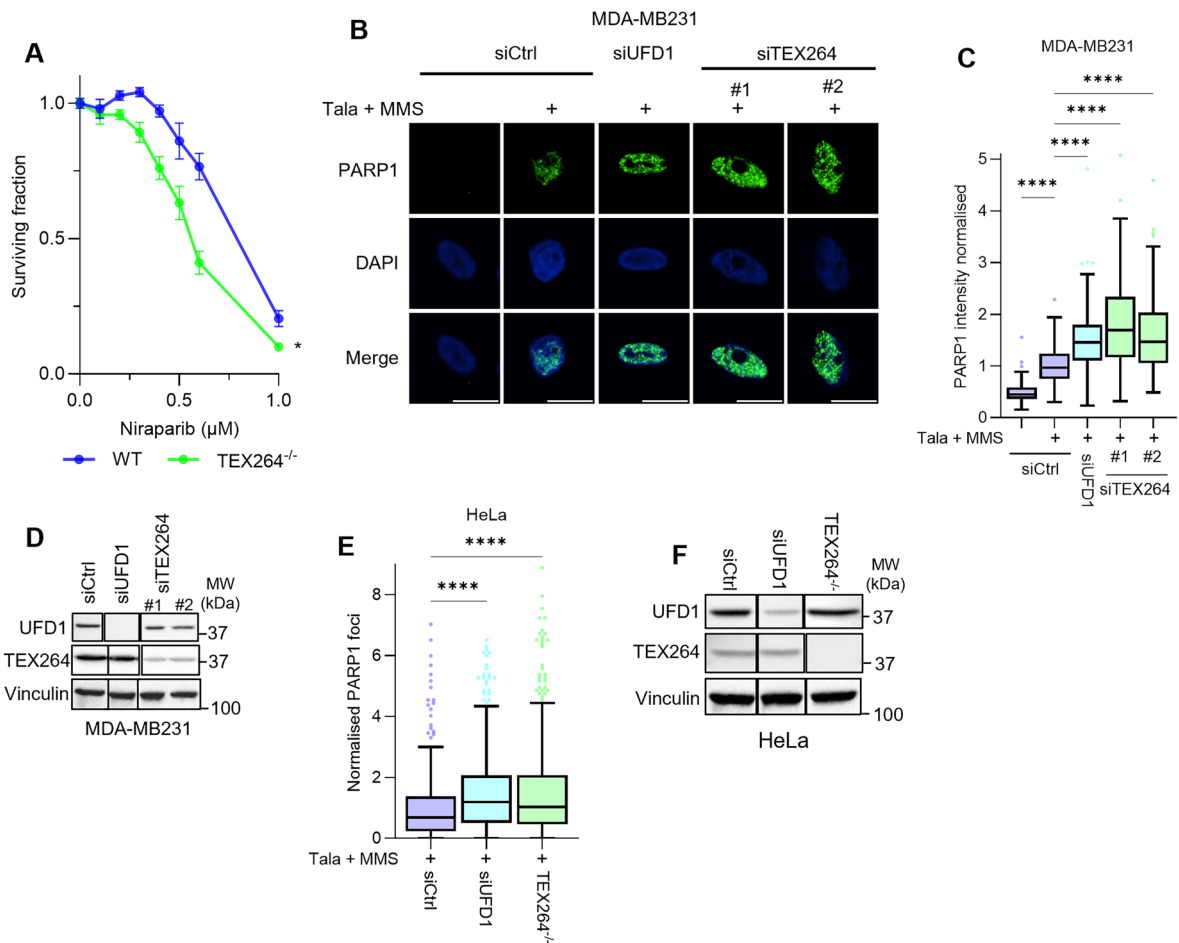 A
1.0
0.5
0.0
Surviving fraction
0.0
0.5
1.0
*
Niraparib (µM)
WT
TEX264-/-
B
MDA-MB231
siCtrl
siUFD1
siTEX264
#1
#2
Tala + MMS
+
+
+
+
PARP1
DAPI
Merge
C
MDA-MB231
****
****
****
****
PARP1 intensity normalised
5
4
3
2
1
0
Tala + MMS
+
+
+
+
siCtrl
siUFD1
#1
#2
siTEX264
D
siCtrl
siUFD1
siTEX264
#1
#2
MW
(kDa)
UFD1
37
TEX264
37
Vinculin
100
MDA-MB231
E
HeLa
****
****
Normalised PARP1 foci
8
6
4
2
0
Tala + MMS
+
+
+
siCtrl
siUFD1
TEX264-/-
F
siCtrl
siUFD1
TEX264-/-
MW
(kDa)
UFD1
37
TEX264
37
Vinculin
100
HeLa